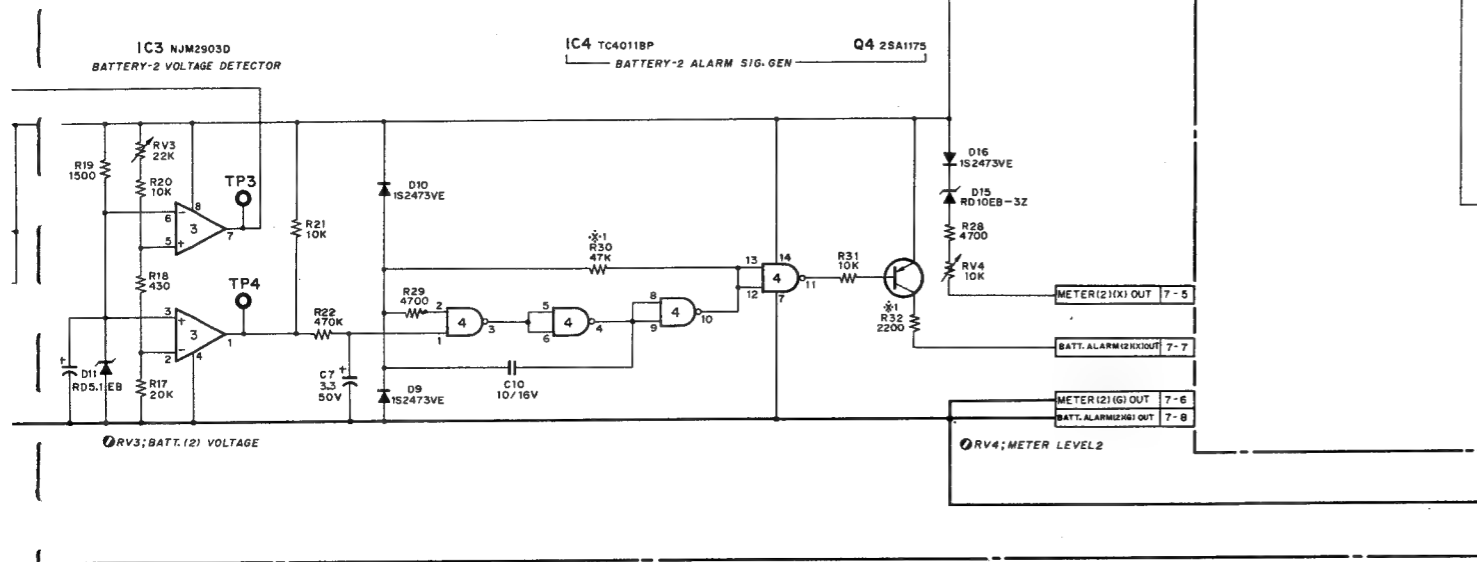 IC3 NJM2903D
BATTERY-2 VOLTAGE DETECTOR
IC4 TC4011BP
Q4 2SA1175
BATTERY-2 ALARM SIG. GEN
R19
1500
RV3
22K
R20
10K
TP3
8
6
5
3
7
R21
10K
D10
1S2473VE
※1
R30
47K
D16
1S2473VE
D15
RD10EB-3Z
R28
4700
RV4
10K
R18
430
TP4
3
2
3
1
4
R22
470K
R29
4700
2
1
4
3
5
6
4
4
8
9
4
10
13
12
4
14
7
11
R31
10K
※1
R32
2200
METER(2)(X) OUT 7-5
BATT. ALARM(2)(X)OUT 7-7
D11
RD5.1EB
R17
20K
C7
3.3
50V
D9
1S2473VE
C10
10/16V
METER(2)(G) OUT 7-6
BATT. ALARM(2)(G) OUT 7-8
RV3;BATT.(2) VOLTAGE
RV4;METER LEVEL2